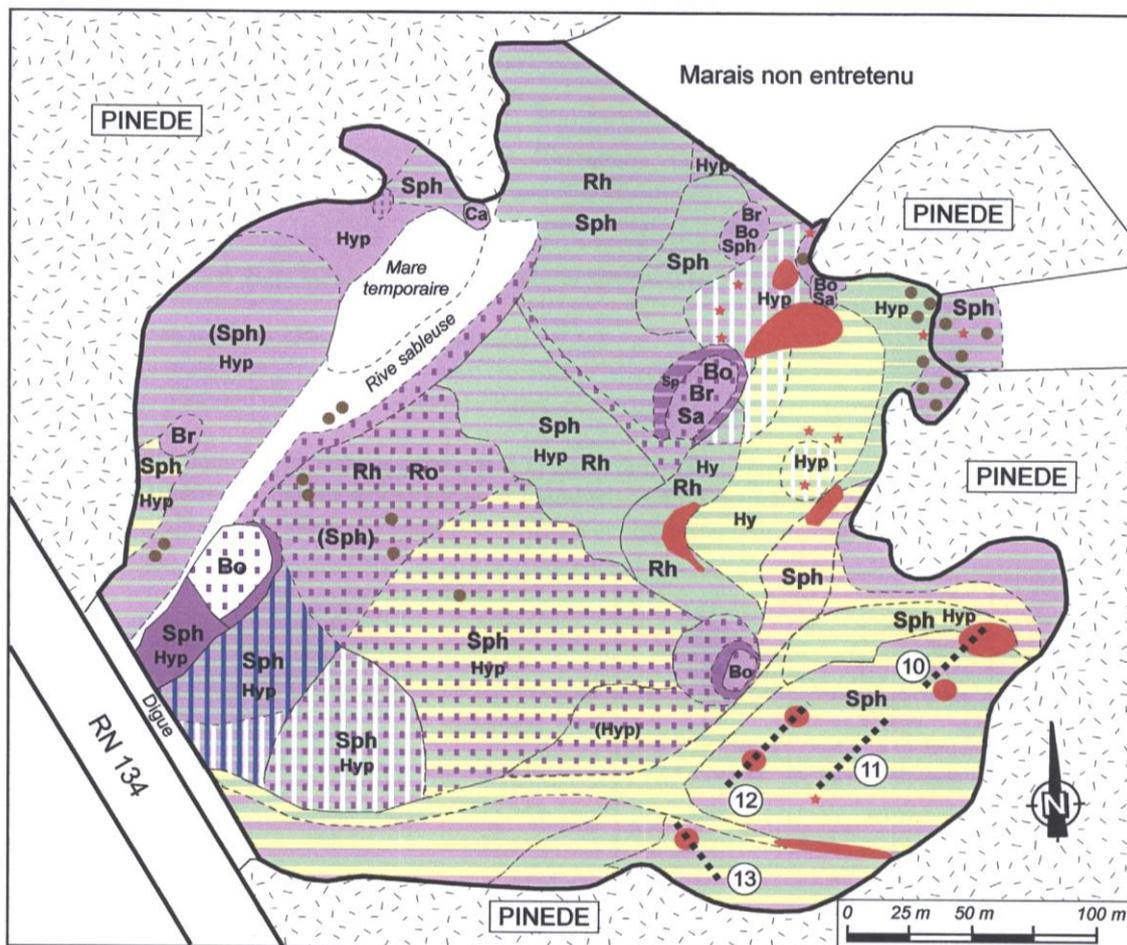 Marais non entretenu
PINEDE
Hyp
Sph
Rh
Ca
Br
Bo
Sph
PINEDE
Sph
Hyp
Mare
temporaire
Sph
Hyp
Bo
Sa
Hyp
Sph
(Sph)
Hyp
Rive sableuse
Sp
Bo
Br
Sa
Br
Sph
Hyp
Sph
Hyp
Rh
Hy
Rh
Hyp
PINEDE
Rh
Ro
(Sph)
Hy
Bo
Rh
Sph
Sph
Hyp
Sph
Hyp
Sph
Hyp
Sph
Hyp
Bo
10
Sph
(Hyp)
Sph
Hyp
11
12
Digue
RN 134
N
13
PINEDE
0 25 m 50 m 100 m